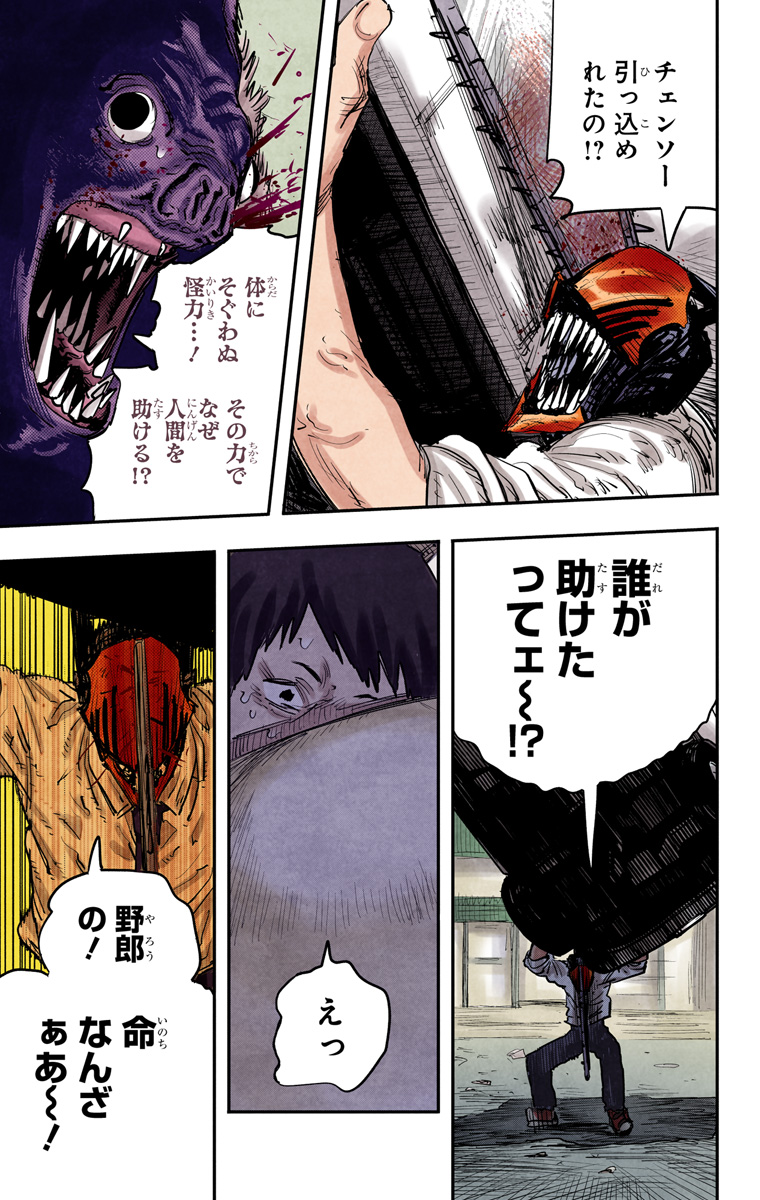 チェンソー
引っ込め
れたの!?
体に
そぐわぬ
怪力…！
その力で
なぜ
人間を
助ける!?
誰が
助けた
ってェ〜!?
えっ
野郎
の！
命
なんざ
ぁあ〜！